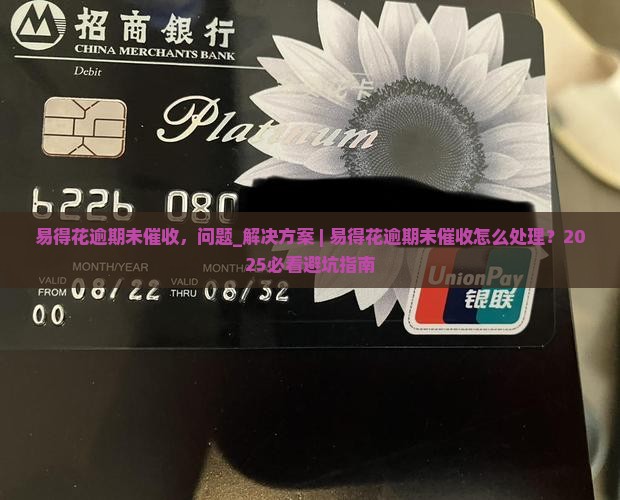 招商銀行
CHINA MERCHANTS BANK
Debit
Platinum
6226 080
易得花逾期未催收，问题_解决方案 | 易得花逾期未催收怎么处理？20
25必看避坑指南
MONTH/YEAR MONTH/YEAR
VALID FROM 08/22 VALID THRU 08/32
00
UnionPay
银联